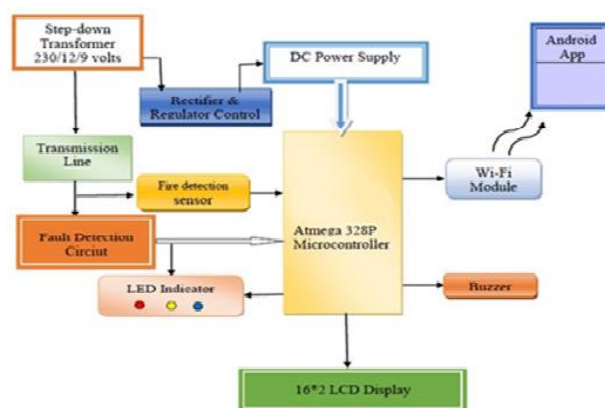 Step-down
Transformer
230/12/9 volts
DC Power Supply
Android
App
Rectifier &
Regulator Control
Transmission
Line
Fire detection
sensor
Wi-Fi
Module
Atmega 328P
Microcontroller
Fault Detection
Circiut
LED Indicator
Buzzer
16*2 LCD Display